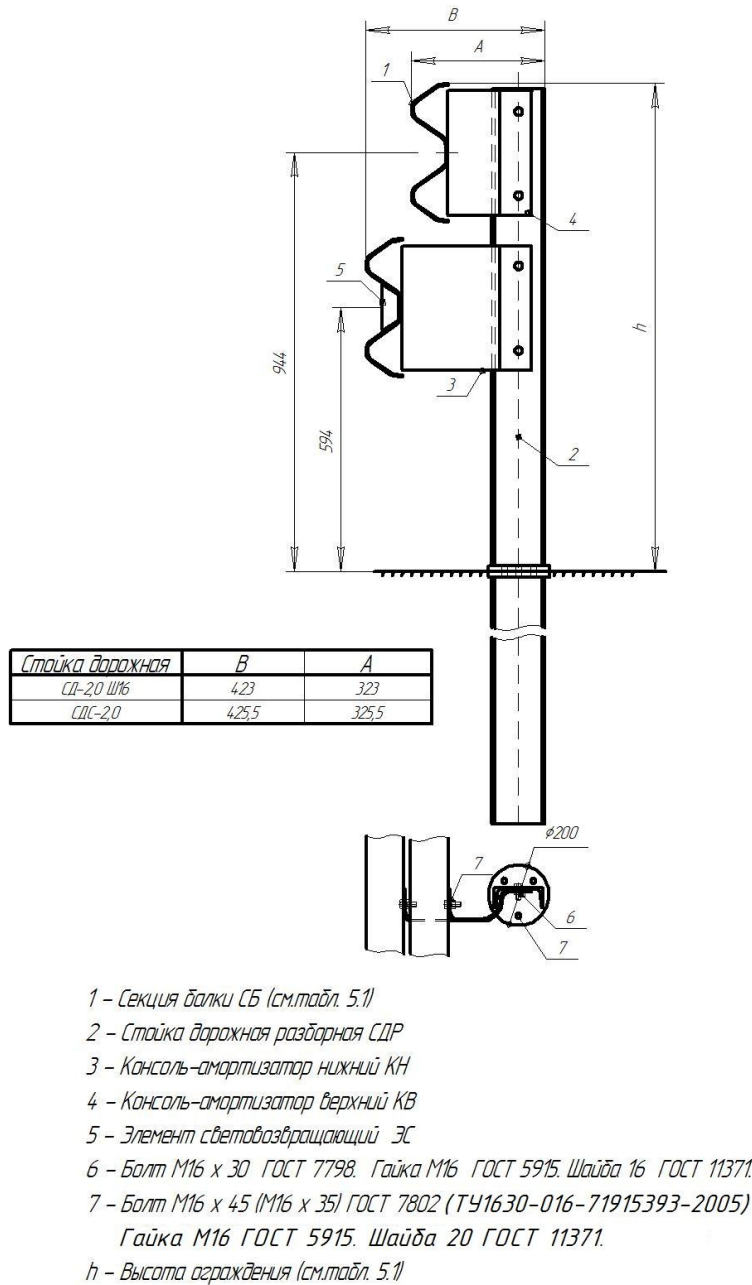 В
А
1
4
5
944
h
3
594
2
Стойка дорожная В А
СД-2,0 Ш16 423 323
СДС-2,0 425,5 325,5
⌀200
7
6
7
1 - Секция балки СБ (см.табл. 5.1)
2 - Стойка дорожная разборная СДР
3 - Консоль-амортизатор нижний КН
4 - Консоль-амортизатор верхний КВ
5 - Элемент световозвращающий ЭС
6 - Болт М16 х 30 ГОСТ 7798. Гайка М16 ГОСТ 5915. Шайба 16 ГОСТ 11371.
7 - Болт М16 х 45 (М16 х 35) ГОСТ 7802 (ТУ1630-016-71915393-2005)
Гайка М16 ГОСТ 5915. Шайба 20 ГОСТ 11371.
h - Высота ограждения (см.табл. 5.1)